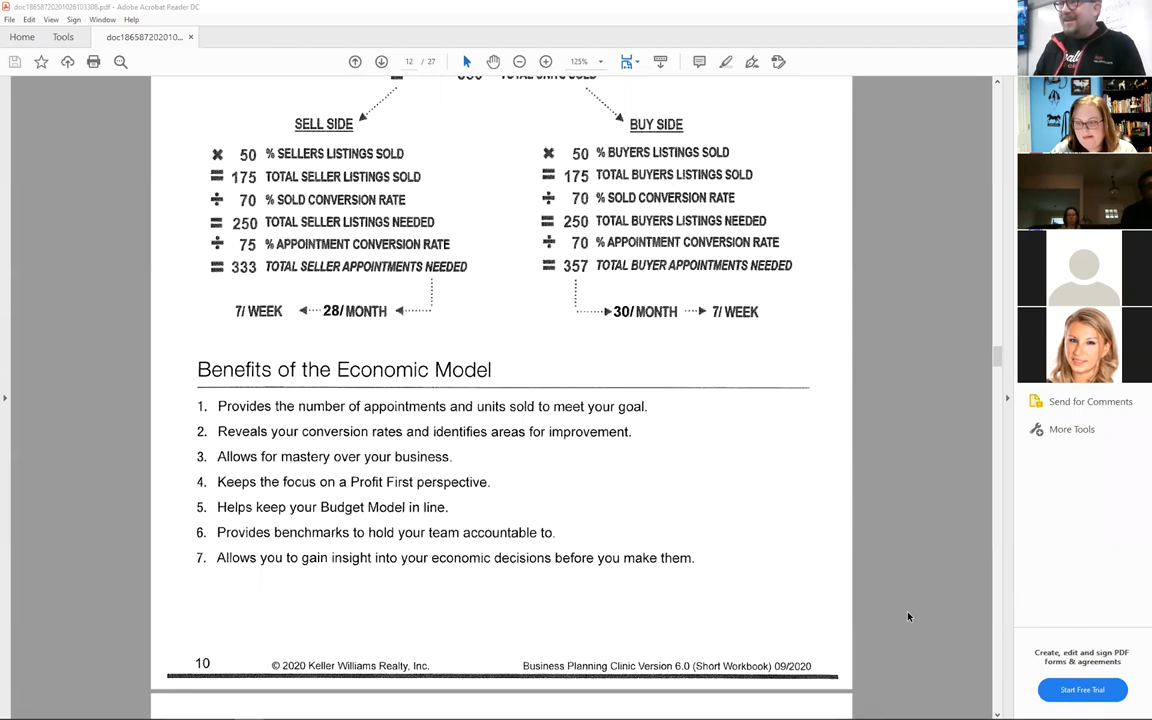 doc18658720201026103308.pdf - Adobe Acrobat Reader DC
File Edit View Sign Window Help
Home Tools doc186587202010... ×
12 / 27 125%
TOTAL UNITS SOLD
SELL SIDE
× 50 % SELLERS LISTINGS SOLD
= 175 TOTAL SELLER LISTINGS SOLD
÷ 70 % SOLD CONVERSION RATE
= 250 TOTAL SELLER LISTINGS NEEDED
÷ 75 % APPOINTMENT CONVERSION RATE
= 333 TOTAL SELLER APPOINTMENTS NEEDED
7/ WEEK 28/ MONTH
BUY SIDE
× 50 % BUYERS LISTINGS SOLD
= 175 TOTAL BUYERS LISTINGS SOLD
÷ 70 % SOLD CONVERSION RATE
= 250 TOTAL BUYERS LISTINGS NEEDED
÷ 70 % APPOINTMENT CONVERSION RATE
= 357 TOTAL BUYER APPOINTMENTS NEEDED
30/ MONTH 7/ WEEK
Benefits of the Economic Model
1. Provides the number of appointments and units sold to meet your goal.
2. Reveals your conversion rates and identifies areas for improvement.
3. Allows for mastery over your business.
4. Keeps the focus on a Profit First perspective.
5. Helps keep your Budget Model in line.
6. Provides benchmarks to hold your team accountable to.
7. Allows you to gain insight into your economic decisions before you make them.
10 © 2020 Keller Williams Realty, Inc. Business Planning Clinic Version 6.0 (Short Workbook) 09/2020
Send for Comments
More Tools
Create, edit and sign PDF
forms & agreements
Start Free Trial